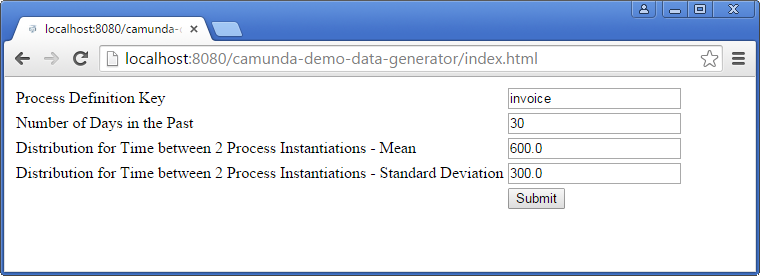 localhost:8080/camunda-
localhost:8080/camunda-demo-data-generator/index.html
Process Definition Key invoice
Number of Days in the Past 30
Distribution for Time between 2 Process Instantiations - Mean 600.0
Distribution for Time between 2 Process Instantiations - Standard Deviation 300.0
Submit